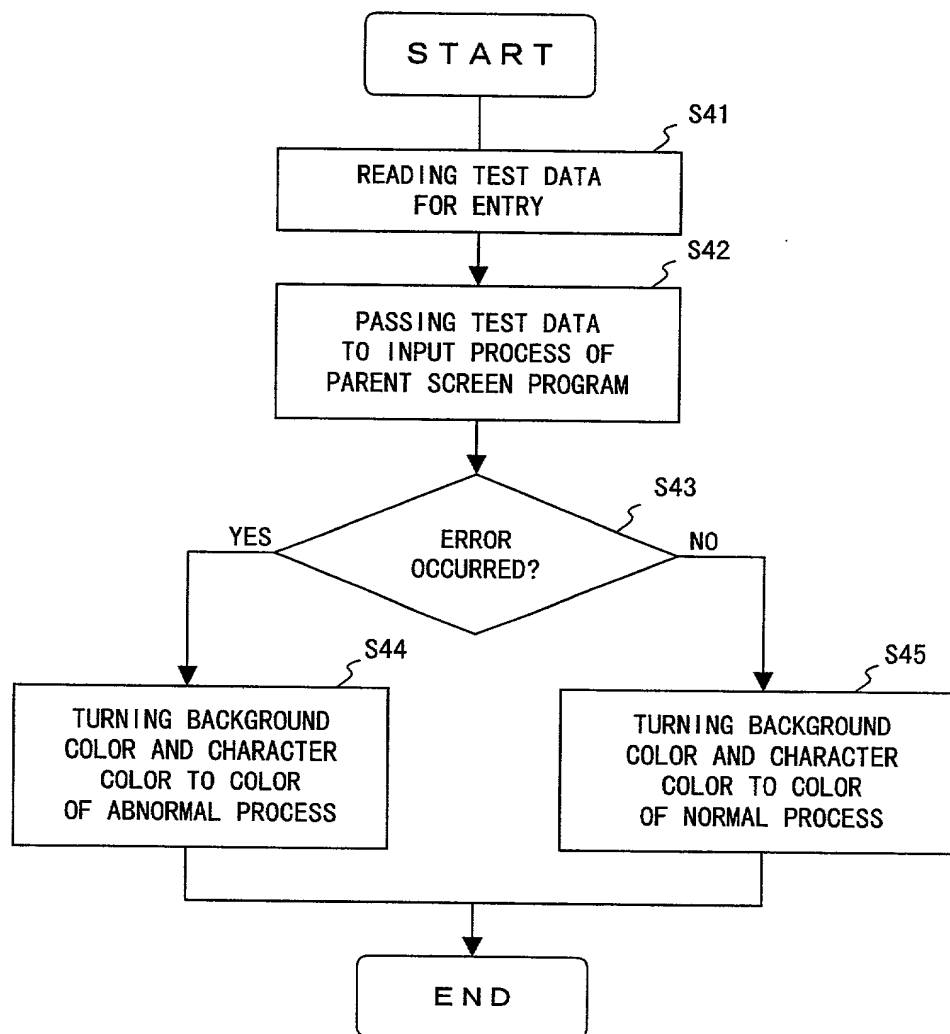 START
S41
READING TEST DATA
FOR ENTRY
S42
PASSING TEST DATA
TO INPUT PROCESS OF
PARENT SCREEN PROGRAM
S43
YES
ERROR
OCCURRED?
NO
S44
TURNING BACKGROUND
COLOR AND CHARACTER
COLOR TO COLOR
OF ABNORMAL PROCESS
S45
TURNING BACKGROUND
COLOR AND CHARACTER
COLOR TO COLOR
OF NORMAL PROCESS
END